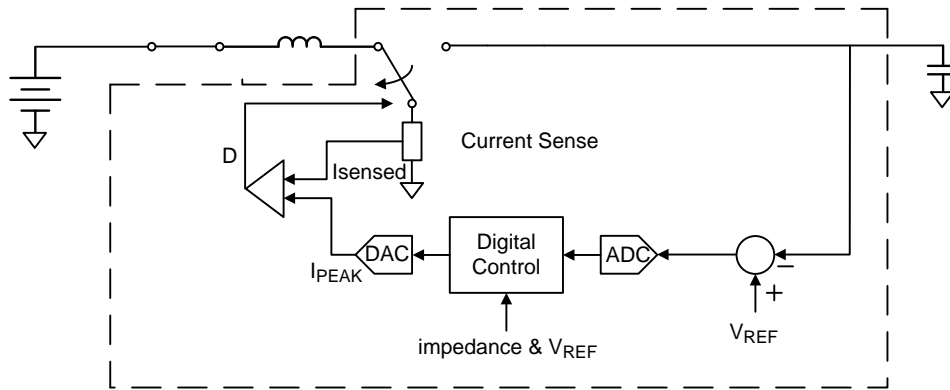 D
Current Sense
Isensed
DAC
Digital
Control
ADC
−
+
IPEAK
VREF
impedance & VREF